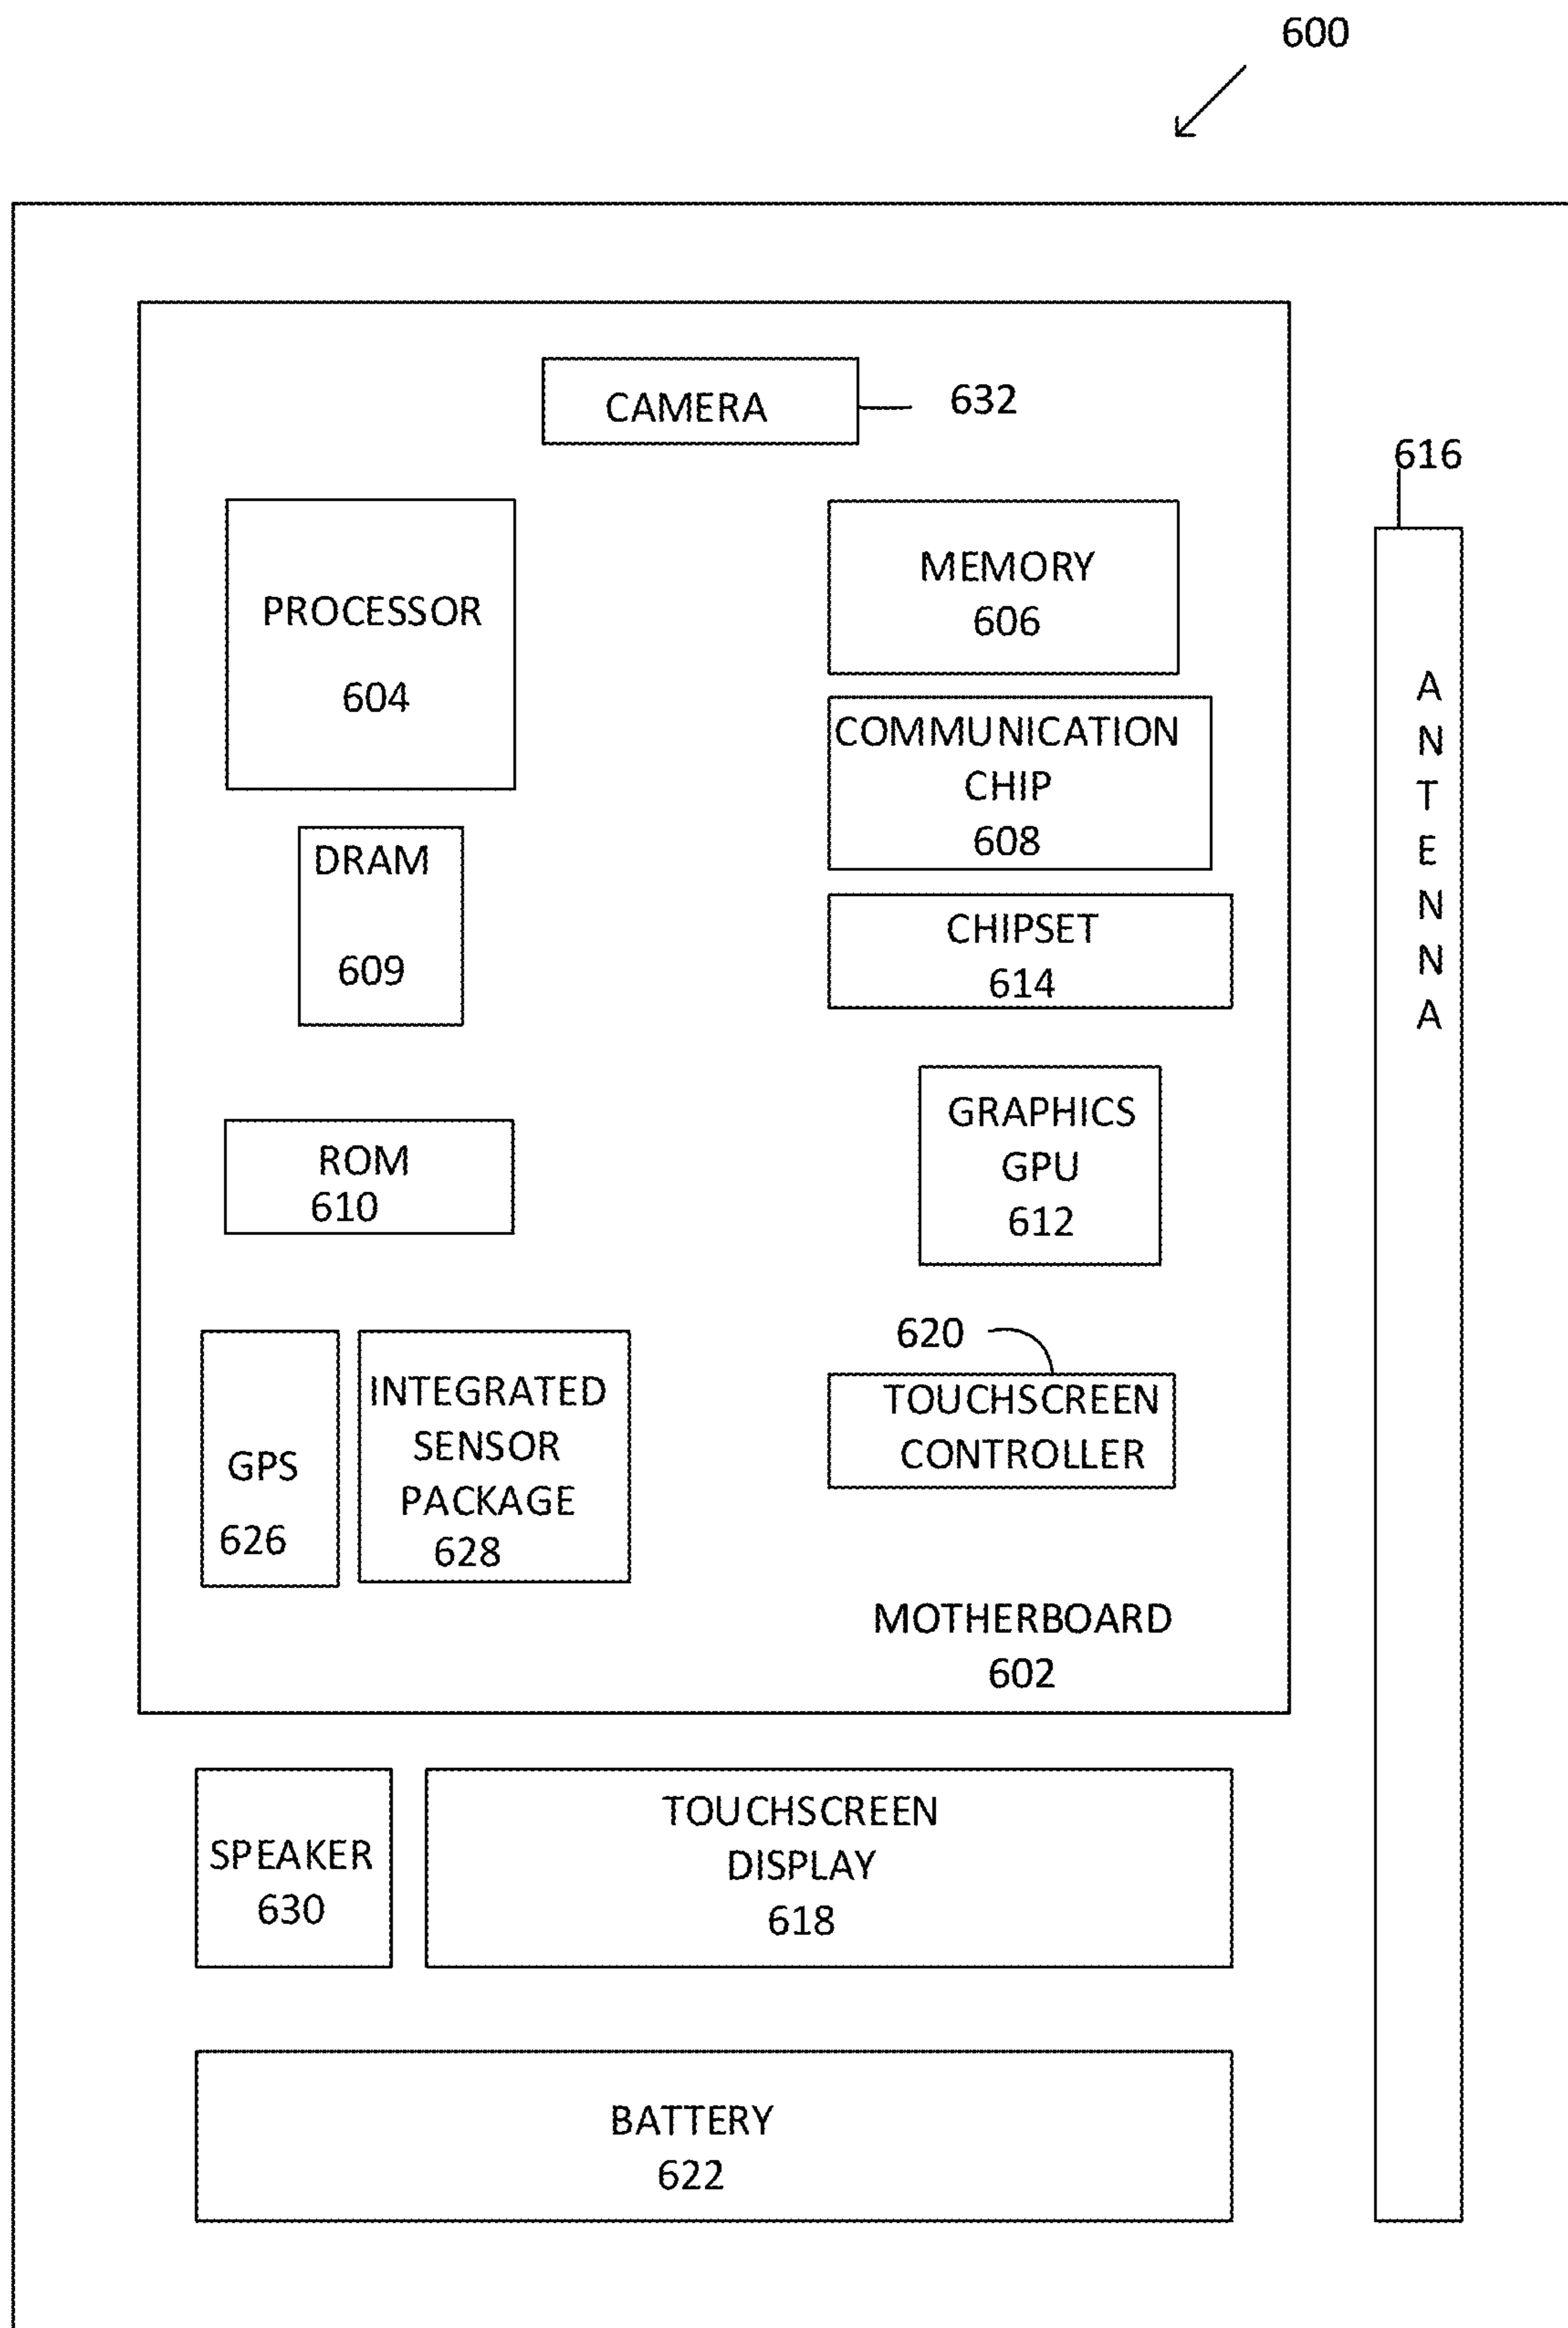 600
CAMERA
632
616
PROCESSOR
604
MEMORY
606
COMMUNICATION
CHIP
608
DRAM
609
CHIPSET
614
A
N
T
E
N
N
A
GRAPHICS
GPU
612
ROM
610
620
TOUCHSCREEN
CONTROLLER
GPS
626
INTEGRATED
SENSOR
PACKAGE
628
MOTHERBOARD
602
SPEAKER
630
TOUCHSCREEN
DISPLAY
618
BATTERY
622